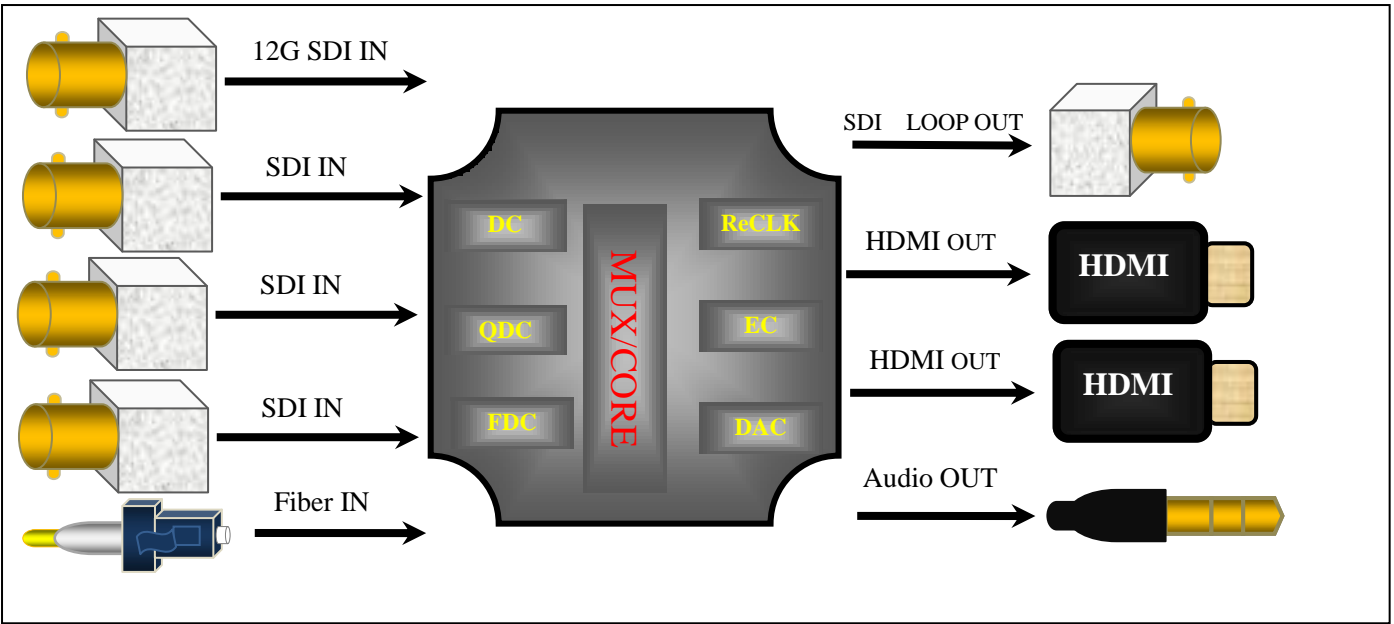 12G SDI IN
SDI IN
SDI IN
SDI IN
Fiber IN
DC
QDC
FDC
MUX/CORE
ReCLK
EC
DAC
SDI LOOP OUT
HDMI OUT
HDMI OUT
Audio OUT
HDMI
HDMI